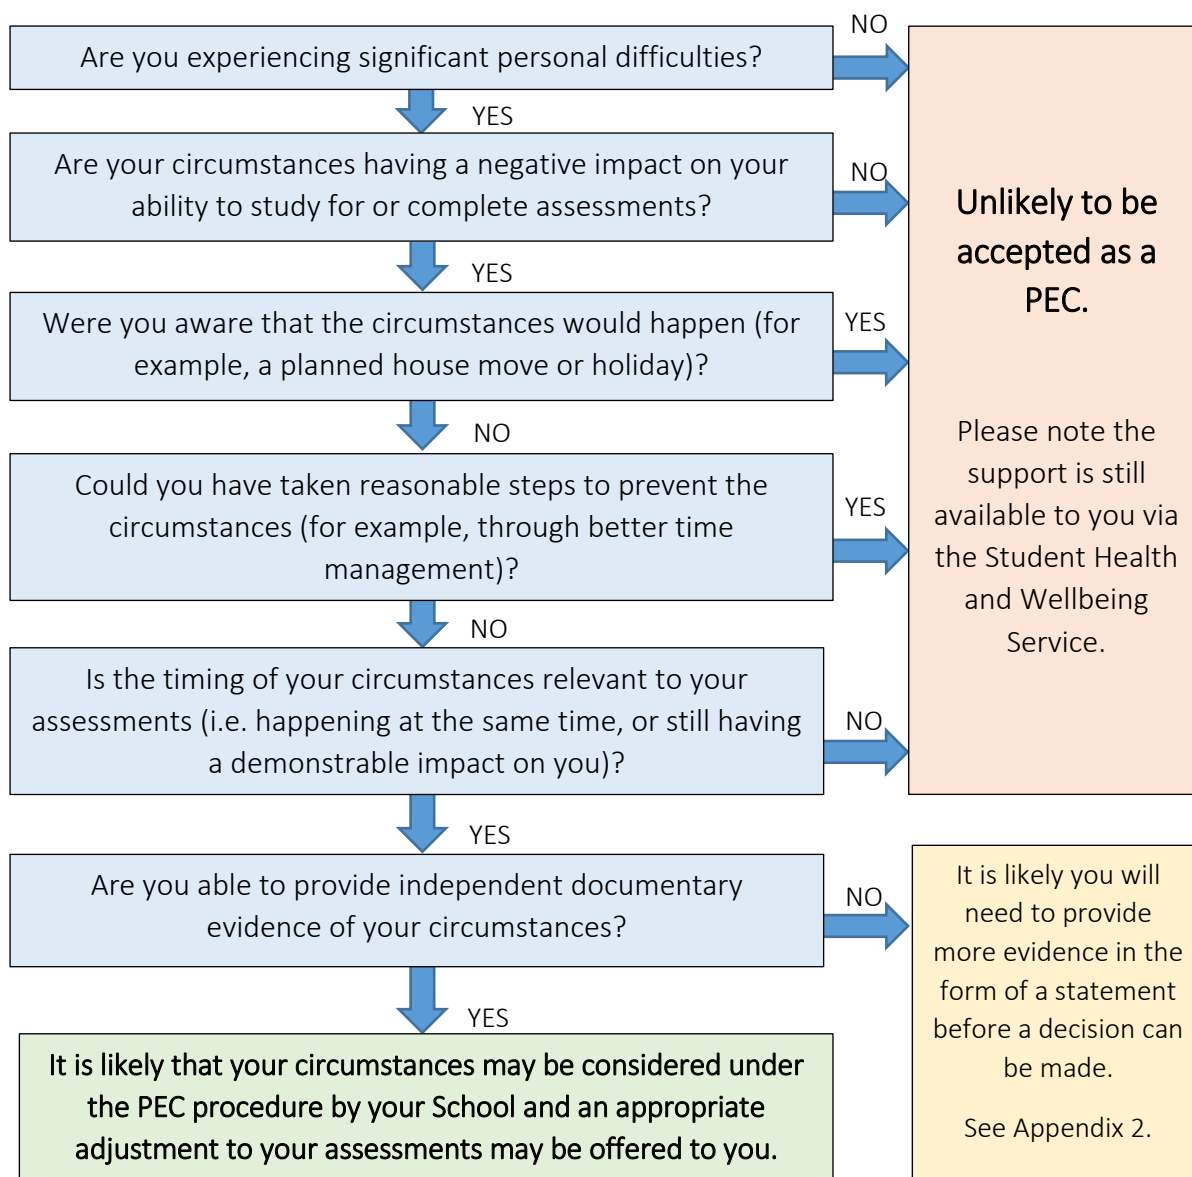 NO
Are you experiencing significant personal difficulties?
YES
Are your circumstances having a negative impact on your
ability to study for or complete assessments?
NO
YES
Were you aware that the circumstances would happen (for
example, a planned house move or holiday)?
YES
NO
Could you have taken reasonable steps to prevent the
circumstances (for example, through better time
management)?
YES
NO
Is the timing of your circumstances relevant to your
assessments (i.e. happening at the same time, or still having
a demonstrable impact on you)?
NO
YES
Are you able to provide independent documentary
evidence of your circumstances?
NO
YES
It is likely that your circumstances may be considered under
the PEC procedure by your School and an appropriate
adjustment to your assessments may be offered to you.
Unlikely to be
accepted as a
PEC.
Please note the
support is still
available to you via
the Student Health
and Wellbeing
Service.
It is likely you will
need to provide
more evidence in the
form of a statement
before a decision can
be made.
See Appendix 2.